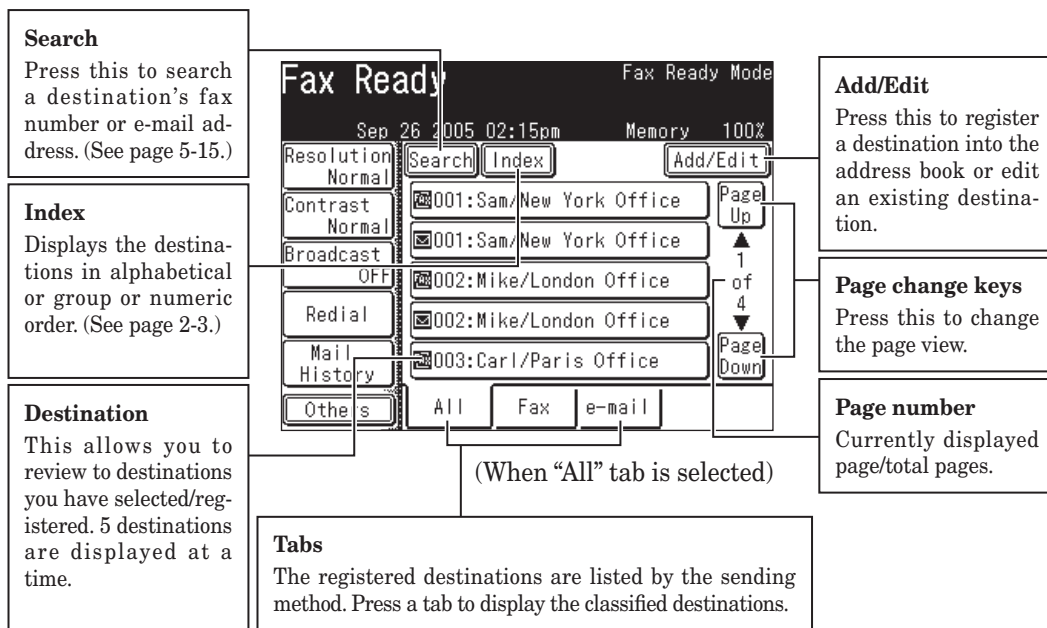 Search
Press this to search
a destination's fax
number or e-mail ad-
dress. (See page 5-15.)
Index
Displays the destina-
tions in alphabetical
or group or numeric
order. (See page 2-3.)
Destination
This allows you to
review to destinations
you have selected/reg-
istered. 5 destinations
are displayed at a
time.
Fax Ready
Fax Ready Mode
Sep 26 2005 02:15pm Memory 100%
Resolution
Normal
Contrast
Normal
Broadcast
OFF
Redial
Mail
History
Others
Search Index Add/Edit
FAX 001:Sam/New York Office
001:Sam/New York Office
FAX 002:Mike/London Office
002:Mike/London Office
FAX 003:Carl/Paris Office
Page
Up
1
of
4
Page
Down
All Fax e-mail
(When “All” tab is selected)
Tabs
The registered destinations are listed by the sending
method. Press a tab to display the classified destinations.
Add/Edit
Press this to register
a destination into the
address book or edit
an existing destina-
tion.
Page change keys
Press this to change
the page view.
Page number
Currently displayed
page/total pages.